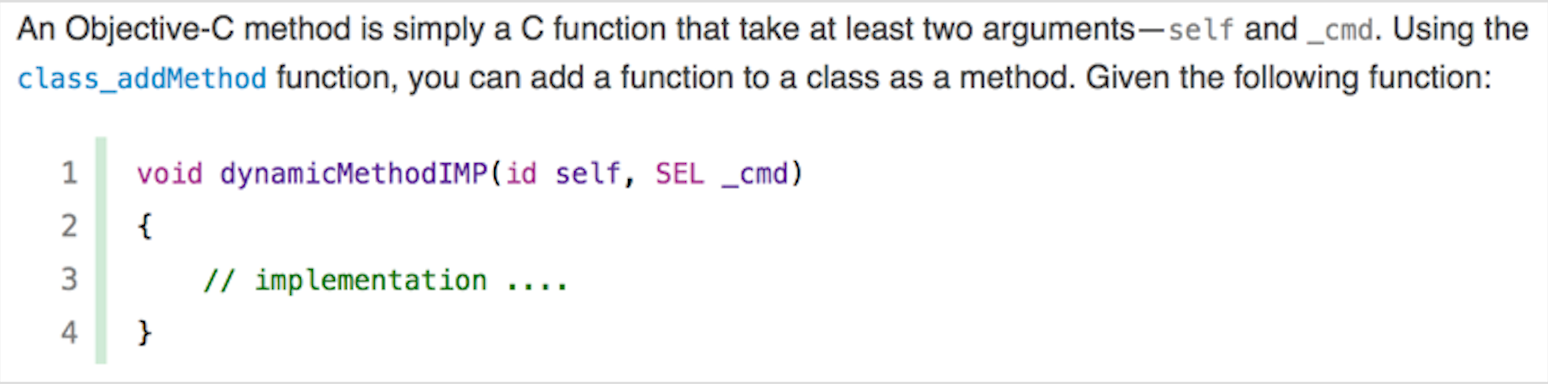 An Objective-C method is simply a C function that take at least two arguments—self and _cmd. Using the
class_addMethod function, you can add a function to a class as a method. Given the following function:
1 void dynamicMethodIMP(id self, SEL _cmd)
2 {
3 // implementation ....
4 }